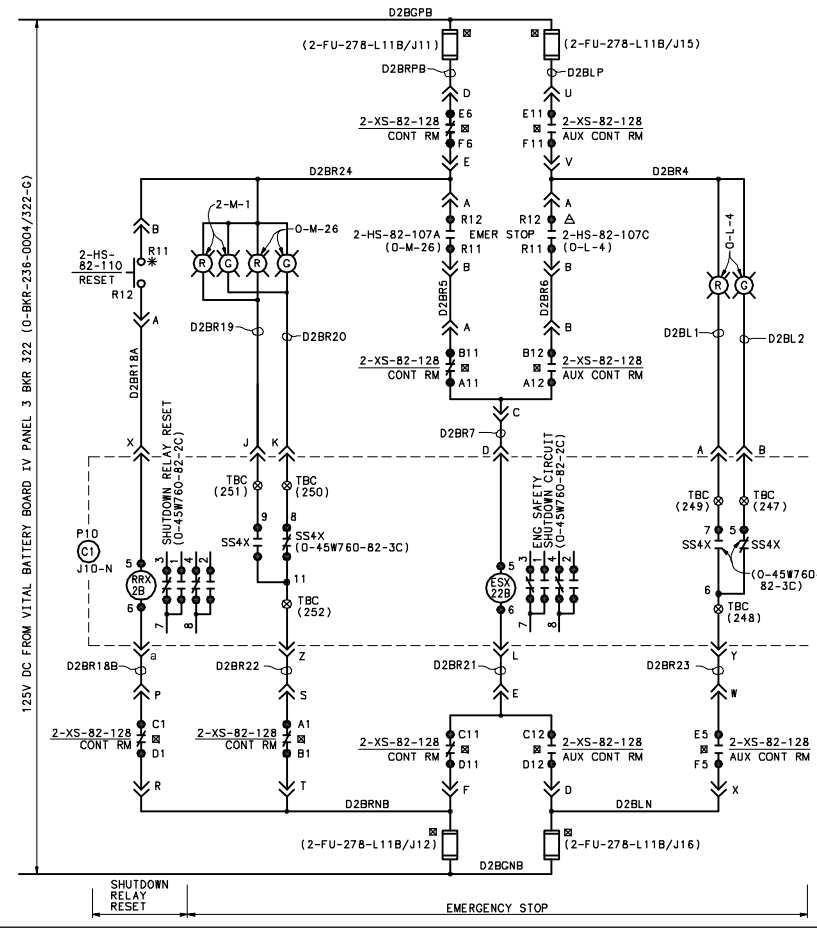 D2BGPB
(2-FU-278-L11B/J11)
(2-FU-278-L11B/J15)
D2BRPB
D2BLP
D
U
E6
E11
2-XS-82-128
CONT RM
2-XS-82-128
AUX CONT RM
F6
F11
E
V
D2BR24
D2BR4
2-M-1
0-M-26
A
A
B
R12
R12
2-HS-82-107A
(0-M-26)
EMER STOP
2-HS-82-107C
(0-L-4)
R11
R11
0-L-4
R11
2-HS-
82-110
RESET
R12
R
G
R
G
B
B
R
G
A
D2BR5
D2BR6
D2BR19
D2BR20
A
B
D2BL1
D2BL2
D2BR18A
B11
B12
2-XS-82-128
CONT RM
2-XS-82-128
AUX CONT RM
A11
A12
C
D2BR7
X
J
K
D
A
B
SHUTDOWN RELAY RESET
(0-45W760-82-2C)
ENG SAFETY
SHUTDOWN CIRCUIT
(0-45W760-82-2C)
TBC
(251)
TBC
(250)
TBC
(249)
TBC
(247)
9
8
7
5
SS4X
SS4X
(0-45W760-82-3C)
SS4X
SS4X
(0-45W760-
82-3C)
P10
C1
J10-N
5
RRX
2B
6
3
1
4
2
7
8
11
TBC
(252)
5
ESX
22B
6
3
1
4
2
7
8
6
TBC
(248)
a
Z
L
Y
D2BR18B
D2BR22
D2BR21
D2BR23
P
S
E
W
C1
A1
C11
C12
E5
2-XS-82-128
CONT RM
2-XS-82-128
CONT RM
2-XS-82-128
CONT RM
2-XS-82-128
AUX CONT RM
2-XS-82-128
AUX CONT RM
D1
B1
D11
D12
F5
R
T
F
D
X
D2BRNB
D2BLN
(2-FU-278-L11B/J12)
(2-FU-278-L11B/J16)
D2BGNB
125V DC FROM VITAL BATTERY BOARD IV PANEL 3 BKR 322 (0-BKR-236-0004/322-G)
SHUTDOWN
RELAY
RESET
EMERGENCY STOP